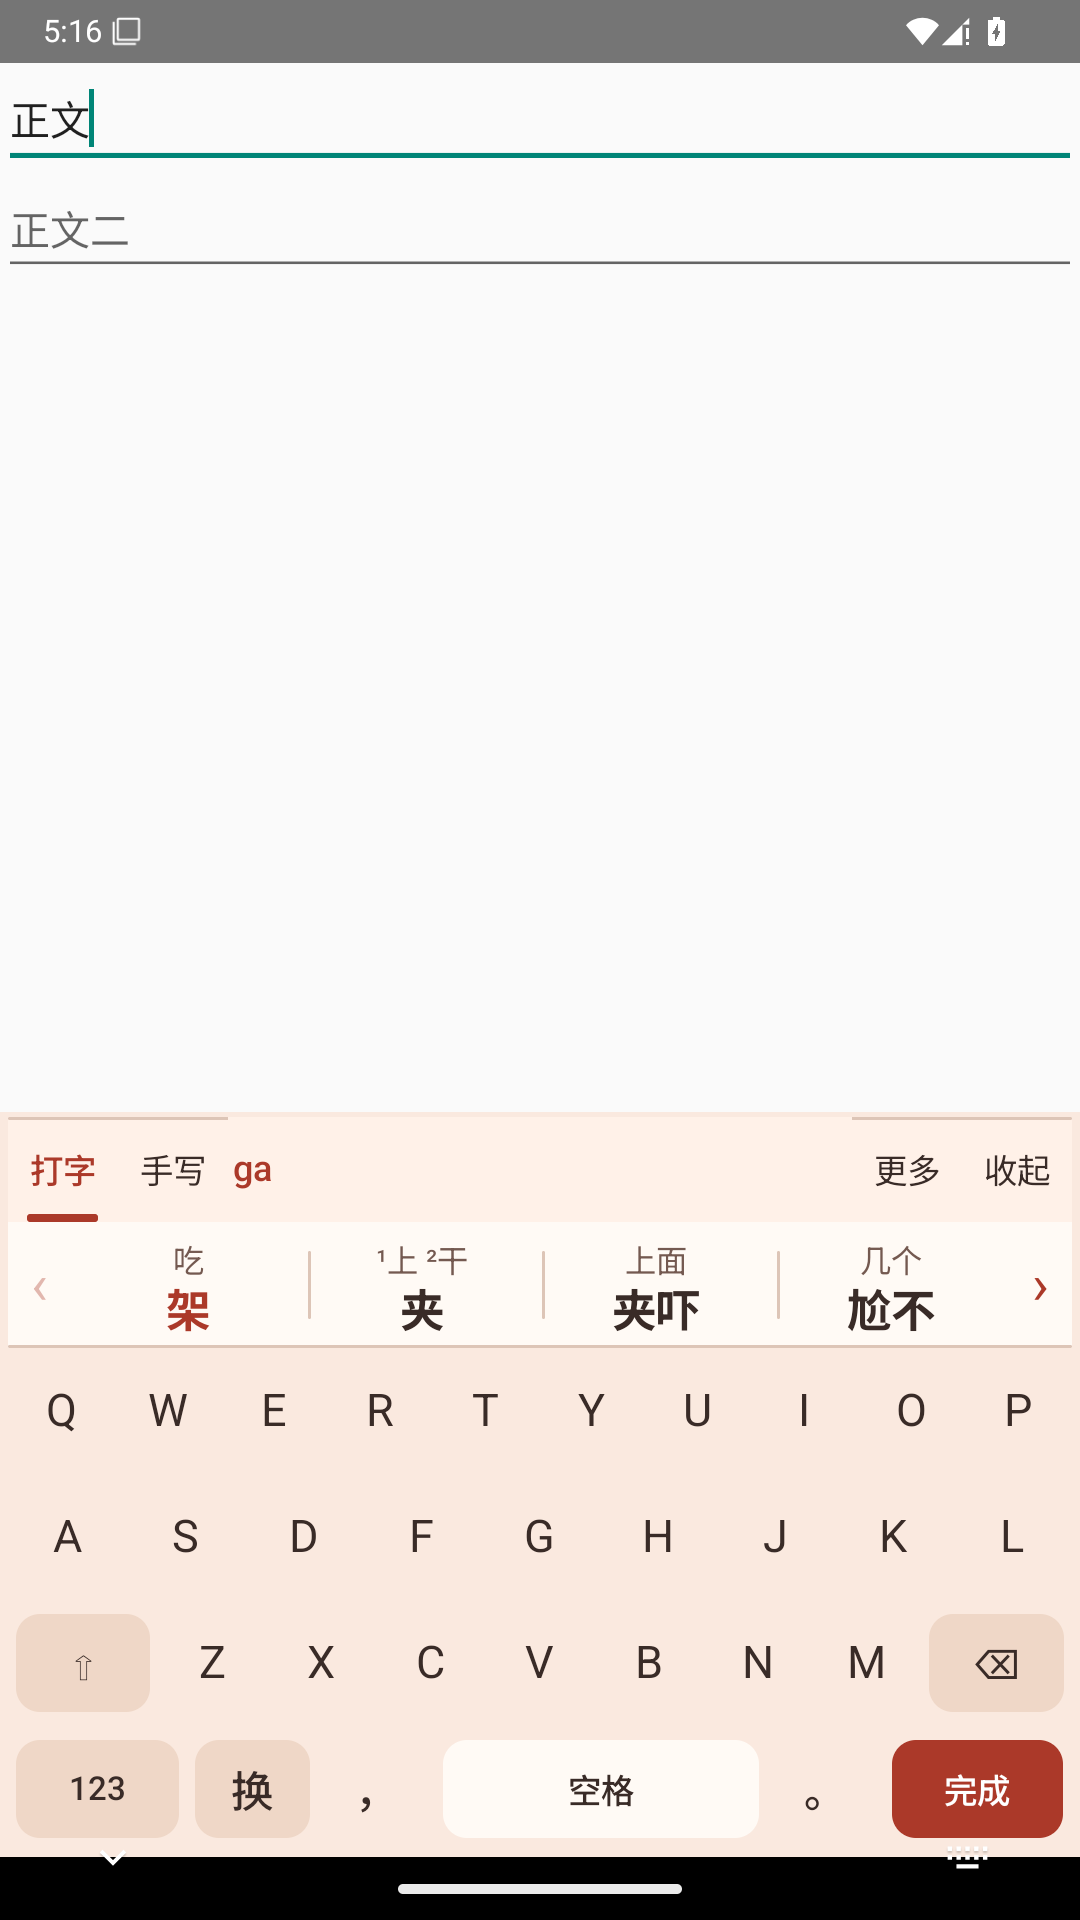 5:16
正文
正文二
打字 手写 ga 更多 收起
吃 ¹上 ²干 上面 几个
‹ 架 夹 夹吓 尬不 ›
Q W E R T Y U I O P
A S D F G H J K L
⇧ Z X C V B N M ⌫
123 换 ， 空格 。 完成